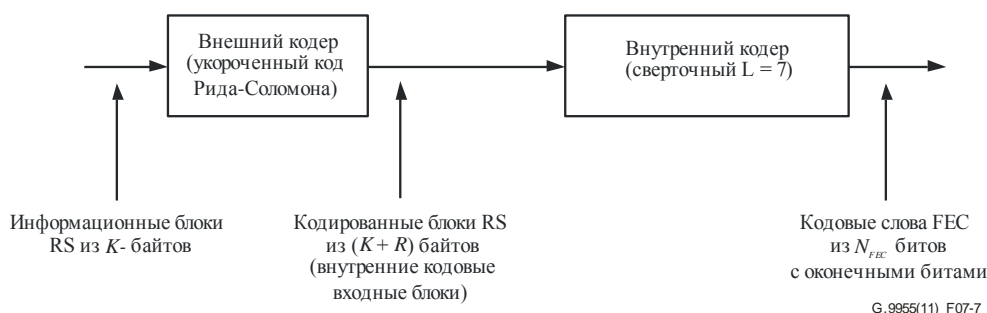 Внешний кодер
(укороченный код
Рида-Соломона)
Внутренний кодер
(сверточный L = 7)
Информационные блоки
RS из K- байтов
Кодированные блоки RS
из (K + R) байтов
(внутренние кодовые
входные блоки)
Кодовые слова FEC
из N_FEC битов
с оконечными битами
G.9955(11)_F07-7